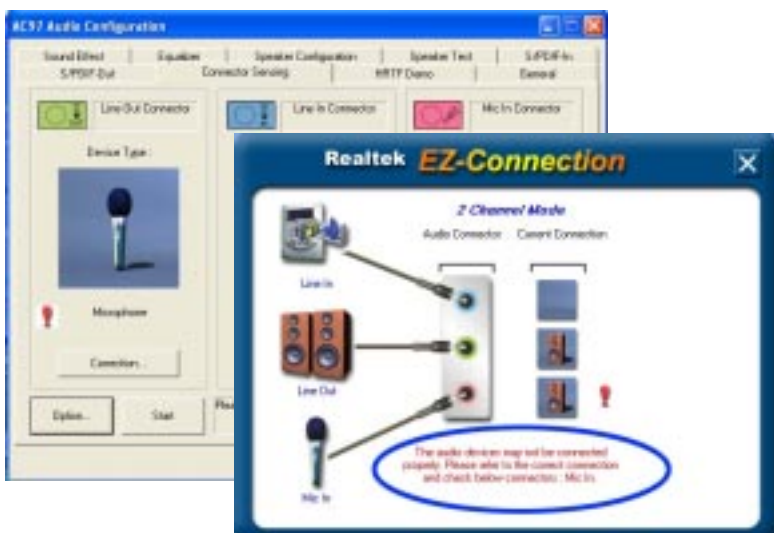 AC97 Audio Configuration
Sound Effect
Equalizer
Speaker Configuration
Speaker Test
S/PDIF-In
S/PDIF-Out
Connector Sensing
HRTF Demo
General
Line Out Connector
Line In Connector
Mic In Connector
Device Type :
Microphone
Connection...
Option...
Start
Realtek EZ-Connection
2 Channel Mode
Audio Connector
Current Connection
Line In
Line Out
Mic In
The audio devices may not be connected
properly. Please refer to the correct connection
and check below connectors : Mic In.